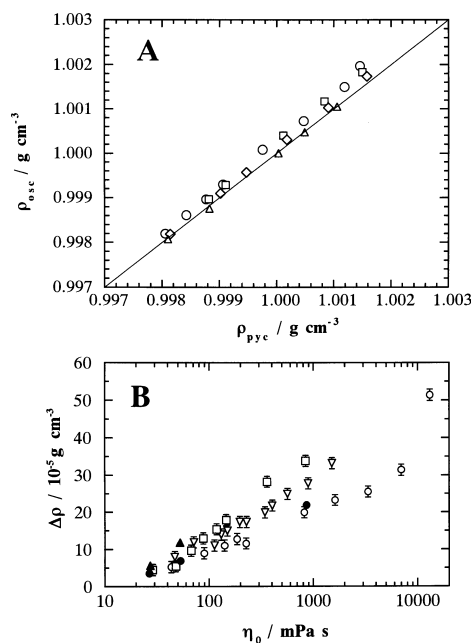 A
1.003
1.002
1.001
1.000
0.999
0.998
0.997
ρosc / g cm⁻³
0.997 0.998 0.999 1.000 1.001 1.002 1.003
ρpyc / g cm⁻³
B
60
50
40
30
20
10
0
Δρ / 10⁻⁵ g cm⁻³
10 100 1000 10000
η₀ / mPa s